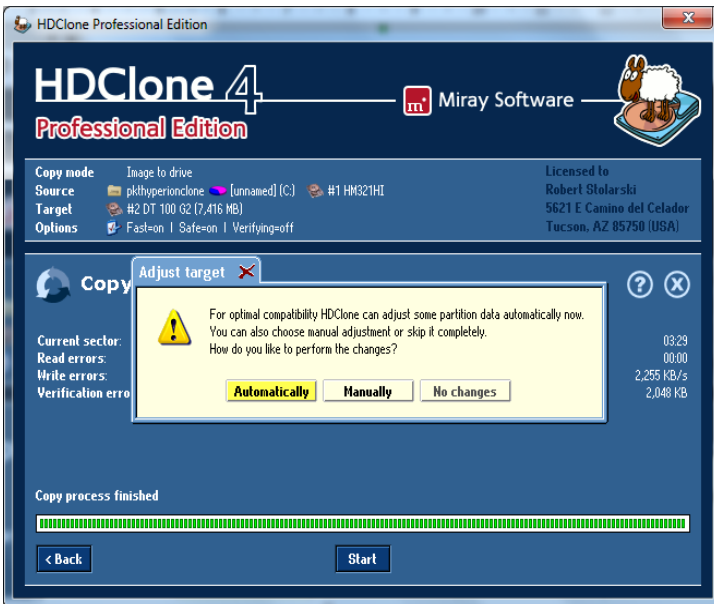 HDClone Professional Edition
HDClone 4
Professional Edition
m Miray Software
Copy mode Image to drive
Source pkthyperionclone [unnamed] (C:) #1 HM321HI
Target #2 DT 100 G2 (7,416 MB)
Options Fast=on | Safe=on | Verifying=off
Licensed to
Robert Stolarski
5621 E Camino del Celador
Tucson, AZ 85750 (USA)
Copy
Adjust target
For optimal compatibility HDClone can adjust some partition data automatically now.
You can also choose manual adjustment or skip it completely.
How do you like to perform the changes?
Automatically Manually No changes
Current sector: 03:29
Read errors: 00:00
Write errors: 2,255 KB/s
Verification erro 2,048 KB
Copy process finished
< Back Start